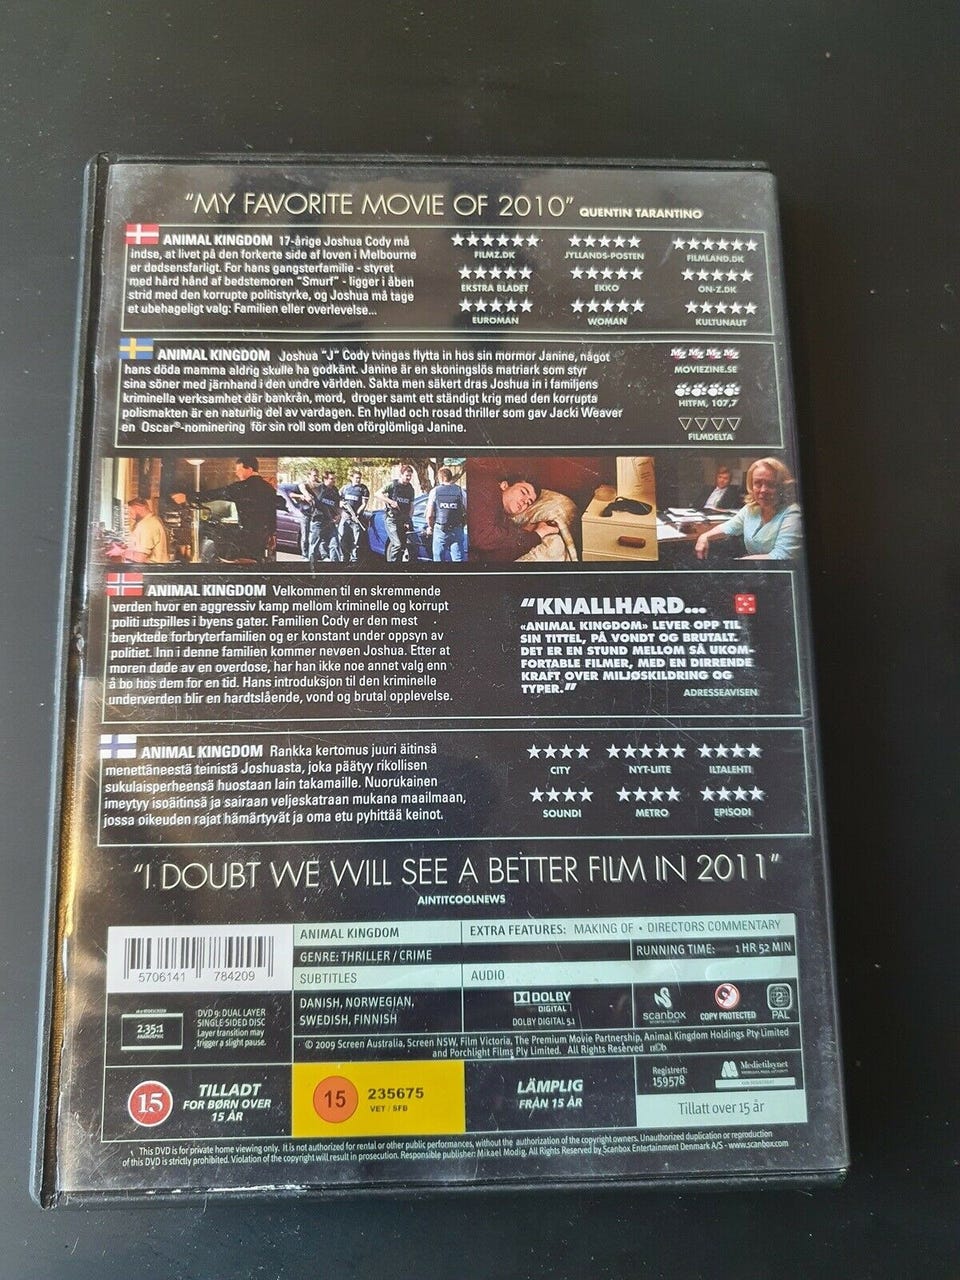 "MY FAVORITE MOVIE OF 2010" QUENTIN TARANTINO
ANIMAL KINGDOM 17-årige Joshua Cody må
indse, at livet på den forkerte side af loven i Melbourne
er dødsensfarligt. For hans gangsterfamilie - styret
med hård hånd af bedstemoren "Smurf" - ligger i åben
strid med den korrupte politistyrke, og Joshua må tage
et ubehageligt valg: Familien eller overlevelse...
FILMZ.DK JYLLANDS-POSTEN FILMLAND.DK
EKSTRA BLADET EKKO ON-Z.DK
EUROMAN WOMAN KULTUNAUT
ANIMAL KINGDOM Joshua "J" Cody tvingas flytta in hos sin mormor Janine, något
hans döda mamma aldrig skulle ha godkänt. Janine är en skoningslös matriark som styr
sina söner med järnhand i den undre världen. Sakta men säkert dras Joshua in i familjens
kriminella verksamhet där bankrån, mord, droger samt ett ständigt krig med den korrupta
polismakten är en naturlig del av vardagen. En hyllad och rosad thriller som gav Jacki Weaver
en Oscar®-nominering för sin roll som den oförglömliga Janine.
MZ MZ MZ MZ
MOVIEZINE.SE
HITFM, 107,7
FILMDELTA
POLICE POLICE
ANIMAL KINGDOM Velkommen til en skremmende
verden hvor en aggressiv kamp mellom kriminelle og korrupt
politi utspilles i byens gater. Familien Cody er den mest
beryktede forbryterfamilien og er konstant under oppsyn av
politiet. Inn i denne familien kommer nevøen Joshua. Etter at
moren døde av en overdose, har han ikke noe annet valg enn
å bo hos dem for en tid. Hans introduksjon til den kriminelle
underverden blir en hardtslående, vond og brutal opplevelse.
"KNALLHARD...
«ANIMAL KINGDOM» LEVER OPP TIL
SIN TITTEL, PÅ VONDT OG BRUTALT.
DET ER EN STUND MELLOM SÅ UKOM-
FORTABLE FILMER, MED EN DIRRENDE
KRAFT OVER MILJØSKILDRING OG
TYPER."
ADRESSEAVISEN
ANIMAL KINGDOM Rankka kertomus juuri äitinsä
menettäneestä teinistä Joshuasta, joka päätyy rikollisen
sukulaisperheensä huostaan lain takamaille. Nuorukainen
imeytyy isoäitinsä ja sairaan veljeskatraan mukana maailmaan,
jossa oikeuden rajat hämärtyvät ja oma etu pyhittää keinot.
CITY NYT-LIITE ILTALEHTI
SOUNDI METRO EPISODI
"I DOUBT WE WILL SEE A BETTER FILM IN 2011"
AINTITCOOLNEWS
5706141 784209
ANIMAL KINGDOM
EXTRA FEATURES: MAKING OF • DIRECTORS COMMENTARY
GENRE: THRILLER / CRIME
RUNNING TIME: 1 HR 52 MIN
SUBTITLES
AUDIO
DANISH, NORWEGIAN,
SWEDISH, FINNISH
DOLBY
DIGITAL
DOLBY DIGITAL 5.1
scanbox
COPY PROTECTED
2
PAL
2.35:1
ANAMORPHIC
DVD 9: DUAL LAYER
SINGLE SIDED DISC
Layer transition may
trigger a slight pause.
© 2009 Screen Australia, Screen NSW, Film Victoria, The Premium Movie Partnership, Animal Kingdom Holdings Pty Limited
and Porchlight Films Pty Limited. All Rights Reserved ncb
15
TILLADT
FOR BØRN OVER
15 ÅR
15
235675
VET / SFB
LÄMPLIG
FRÅN 15 ÅR
Registrert:
159578
Medietilsynet
Tillatt over 15 år
This DVD is for private home viewing only. It is not authorized for rental or other public performances, without the authorization of the copyright owners. Unauthorized duplication or reproduction
of this DVD is strictly prohibited. Violation of the copyright will result in prosecution. Responsible publisher: Mikael Modig. All Rights Reserved by Scanbox Entertainment Denmark A/S - www.scanbox.com